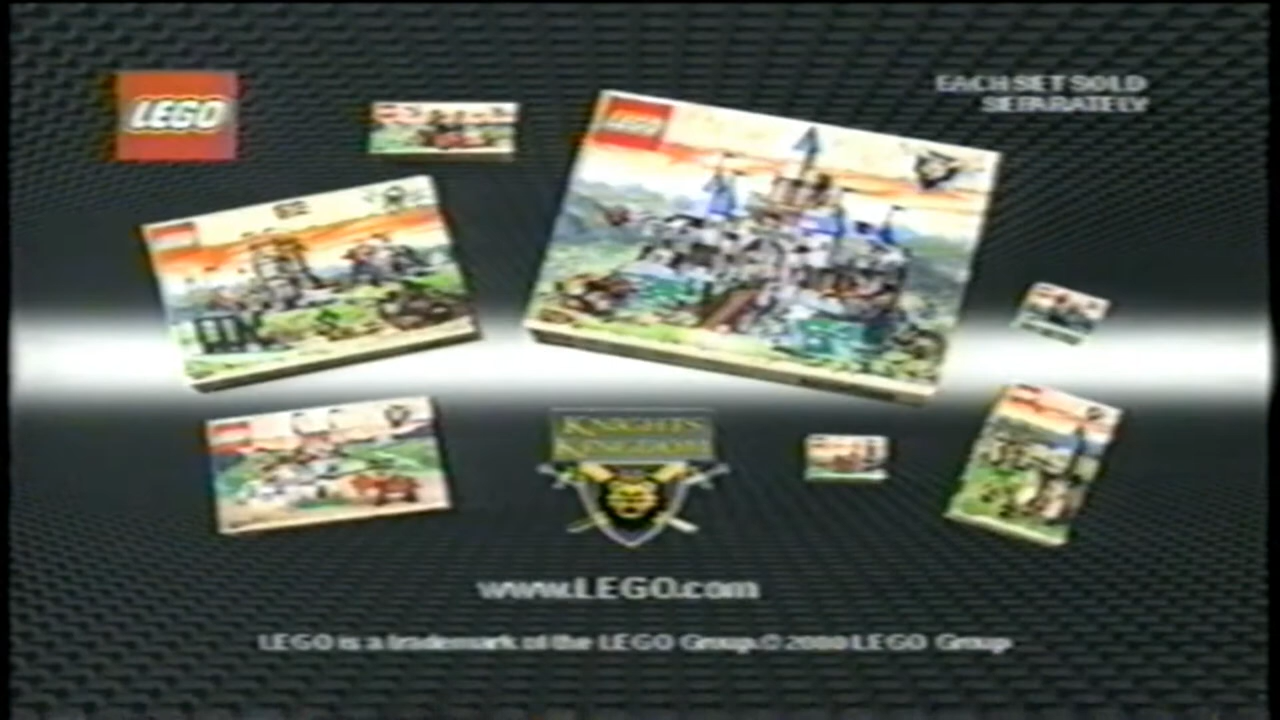 LEGO
EACH SET SOLD
SEPARATELY
LEGO
KNIGHTS'
KINGDOM
www.LEGO.com
LEGO is a trademark of the LEGO Group.© 2000 LEGO Group